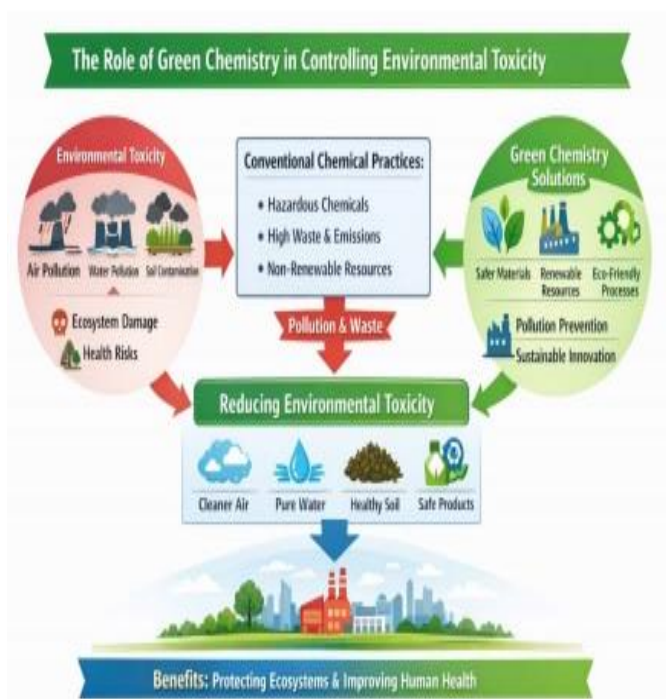 The Role of Green Chemistry in Controlling Environmental Toxicity
Environmental Toxicity
Air Pollution
Water Pollution
Soil Contamination
Ecosystem Damage
Health Risks
Conventional Chemical Practices:
• Hazardous Chemicals
• High Waste & Emissions
• Non-Renewable Resources
Pollution & Waste
Green Chemistry
Solutions
Safer Materials
Renewable
Resources
Eco-Friendly
Processes
Pollution Prevention
Sustainable Innovation
Reducing Environmental Toxicity
Cleaner Air
Pure Water
Healthy Soil
Safe Products
Benefits: Protecting Ecosystems & Improving Human Health